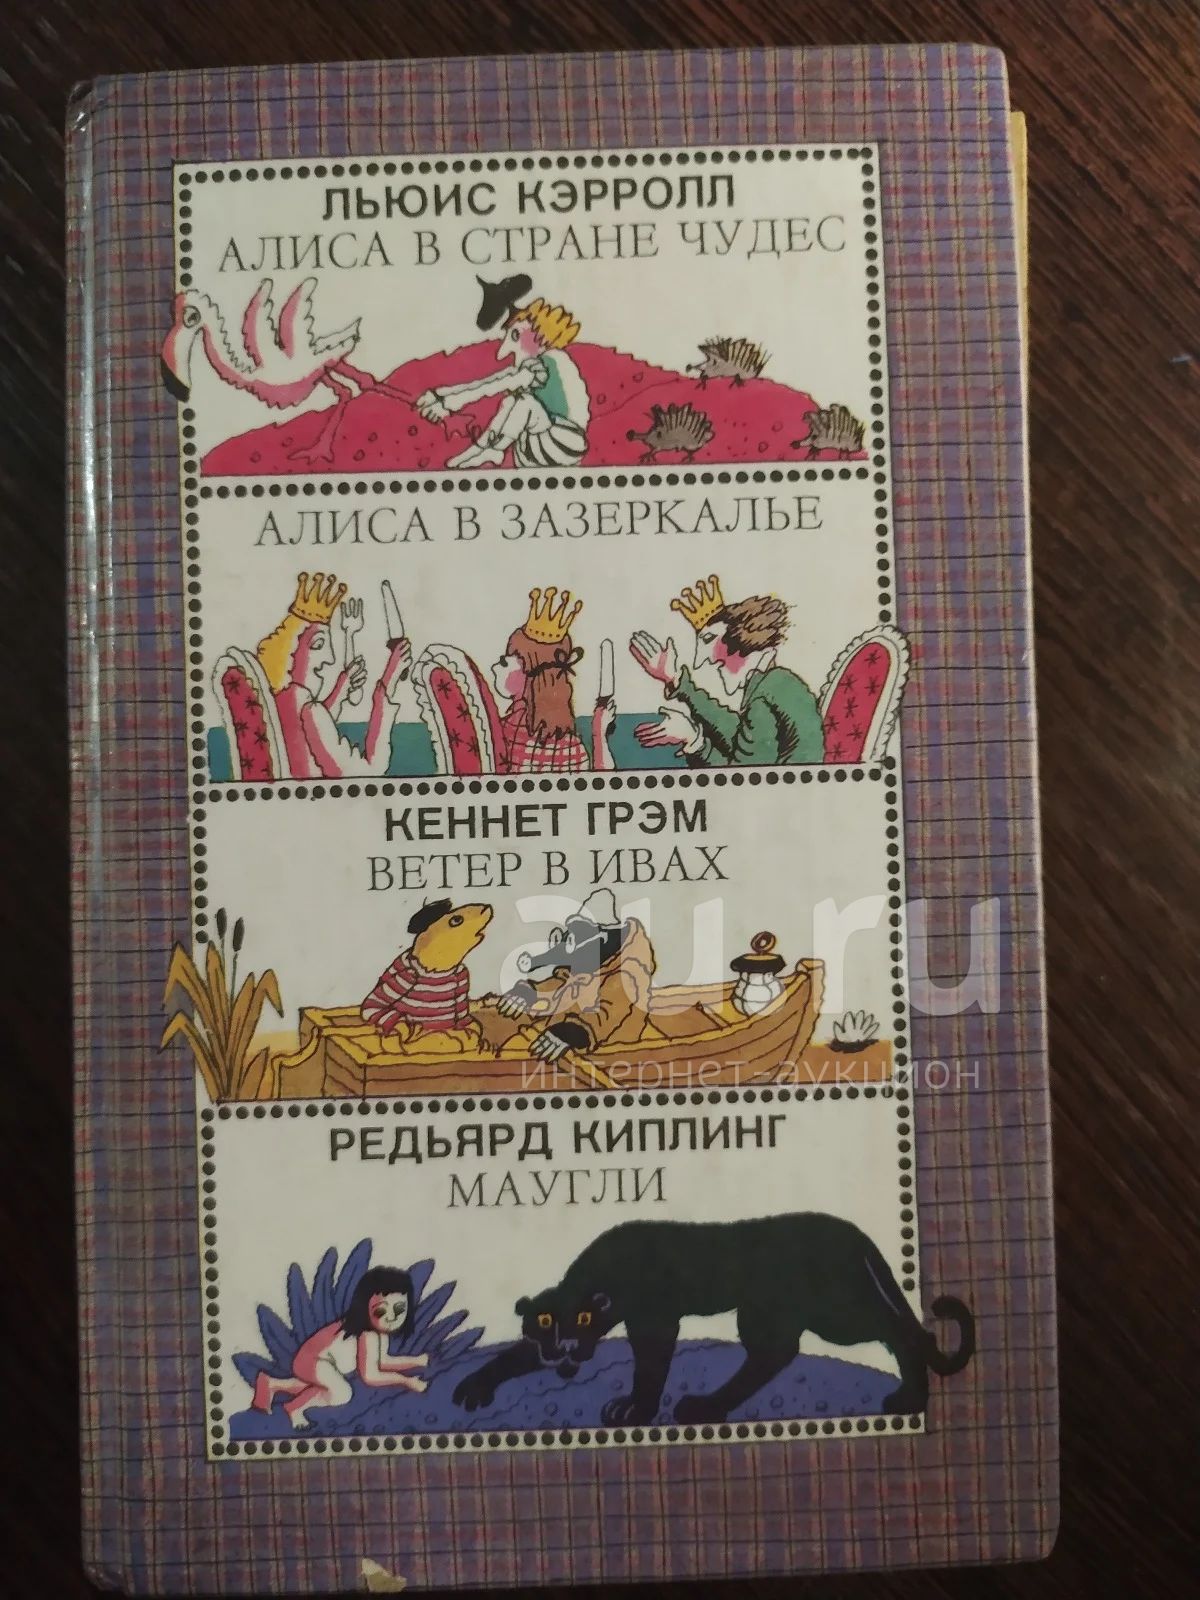 ЛЬЮИС КЭРРОЛЛ
АЛИСА В СТРАНЕ ЧУДЕС
АЛИСА В ЗАЗЕРКАЛЬЕ
КЕННЕТ ГРЭМ
ВЕТЕР В ИВАХ
au.ru
интернет-аукцион
РЕДЬЯРД КИПЛИНГ
МАУГЛИ